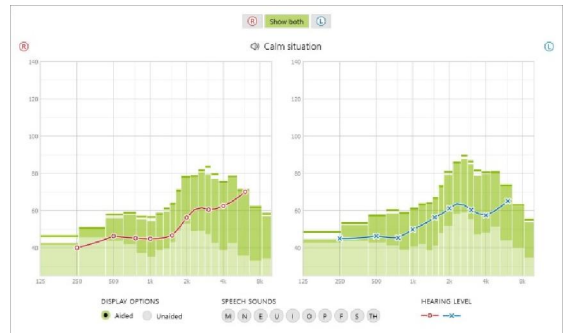 R Show both L
R Calm situation L
140 140
120 120
100 100
80 80
60 60
40 40
125 250 500 1k 2k 4k 8k 125 250 500 1k 2k 4k 8k
DISPLAY OPTIONS SPEECH SOUNDS HEARING LEVEL
Aided Unaided M N E U I O P F S TH